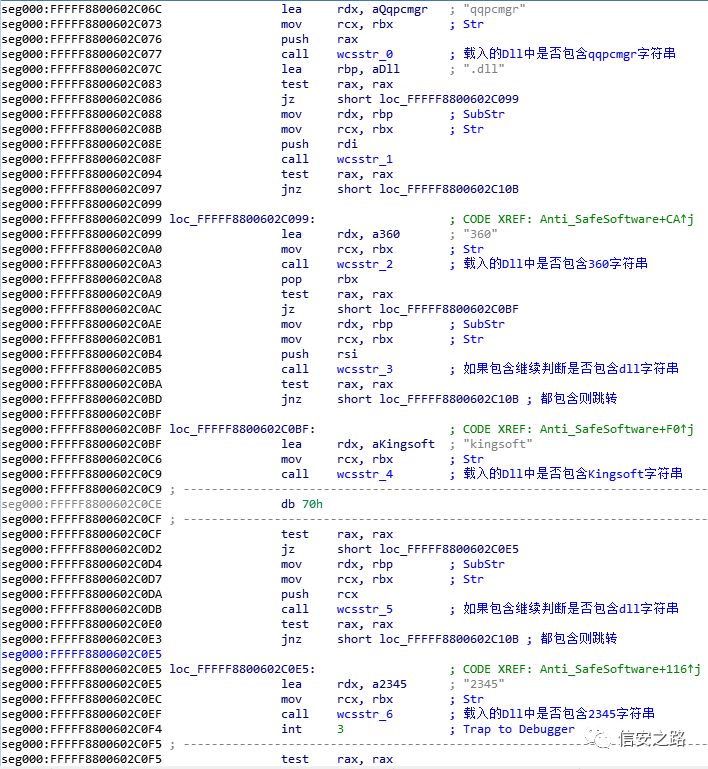 seg000:FFFFF8800602C06C lea rdx, aQqpcmgr ; "qqpcmgr"
seg000:FFFFF8800602C073 mov rcx, rbx ; Str
seg000:FFFFF8800602C076 push rax
seg000:FFFFF8800602C077 call wcsstr_0 ; 载入的Dll中是否包含qqpcmgr字符串
seg000:FFFFF8800602C07C lea rbp, aDll ; ".dll"
seg000:FFFFF8800602C083 test rax, rax
seg000:FFFFF8800602C086 jz short loc_FFFFF8800602C099
seg000:FFFFF8800602C088 mov rdx, rbp ; SubStr
seg000:FFFFF8800602C08B mov rcx, rbx ; Str
seg000:FFFFF8800602C08E push rdi
seg000:FFFFF8800602C08F call wcsstr_1
seg000:FFFFF8800602C094 test rax, rax
seg000:FFFFF8800602C097 jnz short loc_FFFFF8800602C10B
seg000:FFFFF8800602C099
seg000:FFFFF8800602C099 loc_FFFFF8800602C099: ; CODE XREF: Anti_SafeSoftware+CA↑j
seg000:FFFFF8800602C099 lea rdx, a360 ; "360"
seg000:FFFFF8800602C0A0 mov rcx, rbx ; Str
seg000:FFFFF8800602C0A3 call wcsstr_2 ; 载入的Dll中是否包含360字符串
seg000:FFFFF8800602C0A8 pop rbx
seg000:FFFFF8800602C0A9 test rax, rax
seg000:FFFFF8800602C0AC jz short loc_FFFFF8800602C0BF
seg000:FFFFF8800602C0AE mov rdx, rbp ; SubStr
seg000:FFFFF8800602C0B1 mov rcx, rbx ; Str
seg000:FFFFF8800602C0B4 push rsi
seg000:FFFFF8800602C0B5 call wcsstr_3 ; 如果包含继续判断是否包含dll字符串
seg000:FFFFF8800602C0BA test rax, rax
seg000:FFFFF8800602C0BD jnz short loc_FFFFF8800602C10B ; 都包含则跳转
seg000:FFFFF8800602C0BF
seg000:FFFFF8800602C0BF loc_FFFFF8800602C0BF: ; CODE XREF: Anti_SafeSoftware+F0↑j
seg000:FFFFF8800602C0BF lea rdx, aKingsoft ; "kingsoft"
seg000:FFFFF8800602C0C6 mov rcx, rbx ; Str
seg000:FFFFF8800602C0C9 call wcsstr_4 ; 载入的Dll中是否包含Kingsoft字符串
seg000:FFFFF8800602C0C9 ; ---------------------------------------------------------------------------
seg000:FFFFF8800602C0CE db 70h
seg000:FFFFF8800602C0CF ; ---------------------------------------------------------------------------
seg000:FFFFF8800602C0CF test rax, rax
seg000:FFFFF8800602C0D2 jz short loc_FFFFF8800602C0E5
seg000:FFFFF8800602C0D4 mov rdx, rbp ; SubStr
seg000:FFFFF8800602C0D7 mov rcx, rbx ; Str
seg000:FFFFF8800602C0DA push rcx
seg000:FFFFF8800602C0DB call wcsstr_5 ; 如果包含继续判断是否包含dll字符串
seg000:FFFFF8800602C0E0 test rax, rax
seg000:FFFFF8800602C0E3 jnz short loc_FFFFF8800602C10B ; 都包含则跳转
seg000:FFFFF8800602C0E5
seg000:FFFFF8800602C0E5 loc_FFFFF8800602C0E5: ; CODE XREF: Anti_SafeSoftware+116↑j
seg000:FFFFF8800602C0E5 lea rdx, a2345 ; "2345"
seg000:FFFFF8800602C0EC mov rcx, rbx ; Str
seg000:FFFFF8800602C0EF call wcsstr_6 ; 载入的Dll中是否包含2345字符串
seg000:FFFFF8800602C0F4 int 3 ; Trap to Debugger
seg000:FFFFF8800602C0F5 ; ---------------------------------------------------------------------------
seg000:FFFFF8800602C0F5 test rax, rax
信安之路